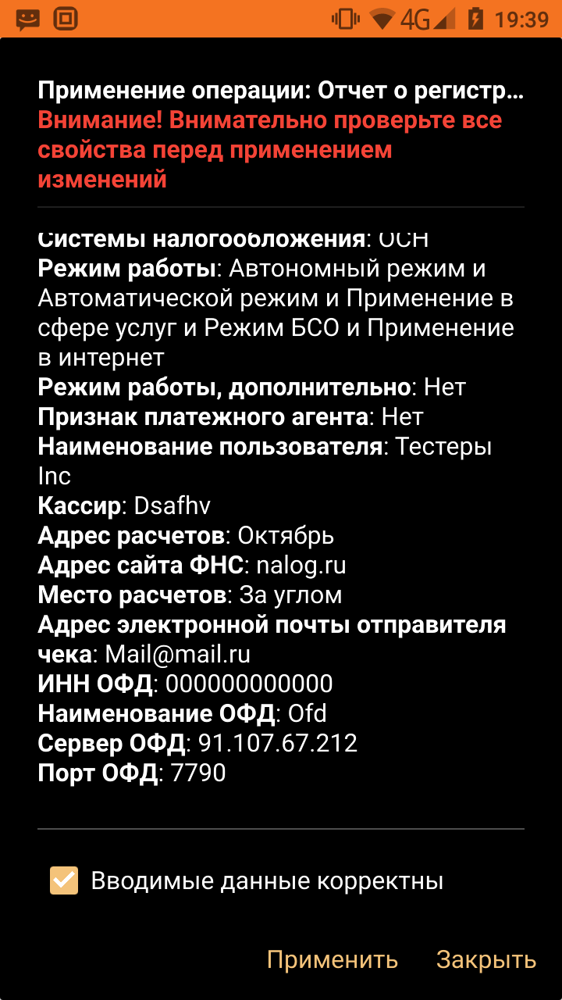 4G 19:39
Применение операции: Отчет о регистр...
Внимание! Внимательно проверьте все
свойства перед применением
изменений
Системы налогообложения: ОСН
Режим работы: Автономный режим и
Автоматической режим и Применение в
сфере услуг и Режим БСО и Применение
в интернет
Режим работы, дополнительно: Нет
Признак платежного агента: Нет
Наименование пользователя: Тестеры
Inc
Кассир: Dsafhv
Адрес расчетов: Октябрь
Адрес сайта ФНС: nalog.ru
Место расчетов: За углом
Адрес электронной почты отправителя
чека: Mail@mail.ru
ИНН ОФД: 000000000000
Наименование ОФД: Ofd
Сервер ОФД: 91.107.67.212
Порт ОФД: 7790
Вводимые данные корректны
Применить Закрыть